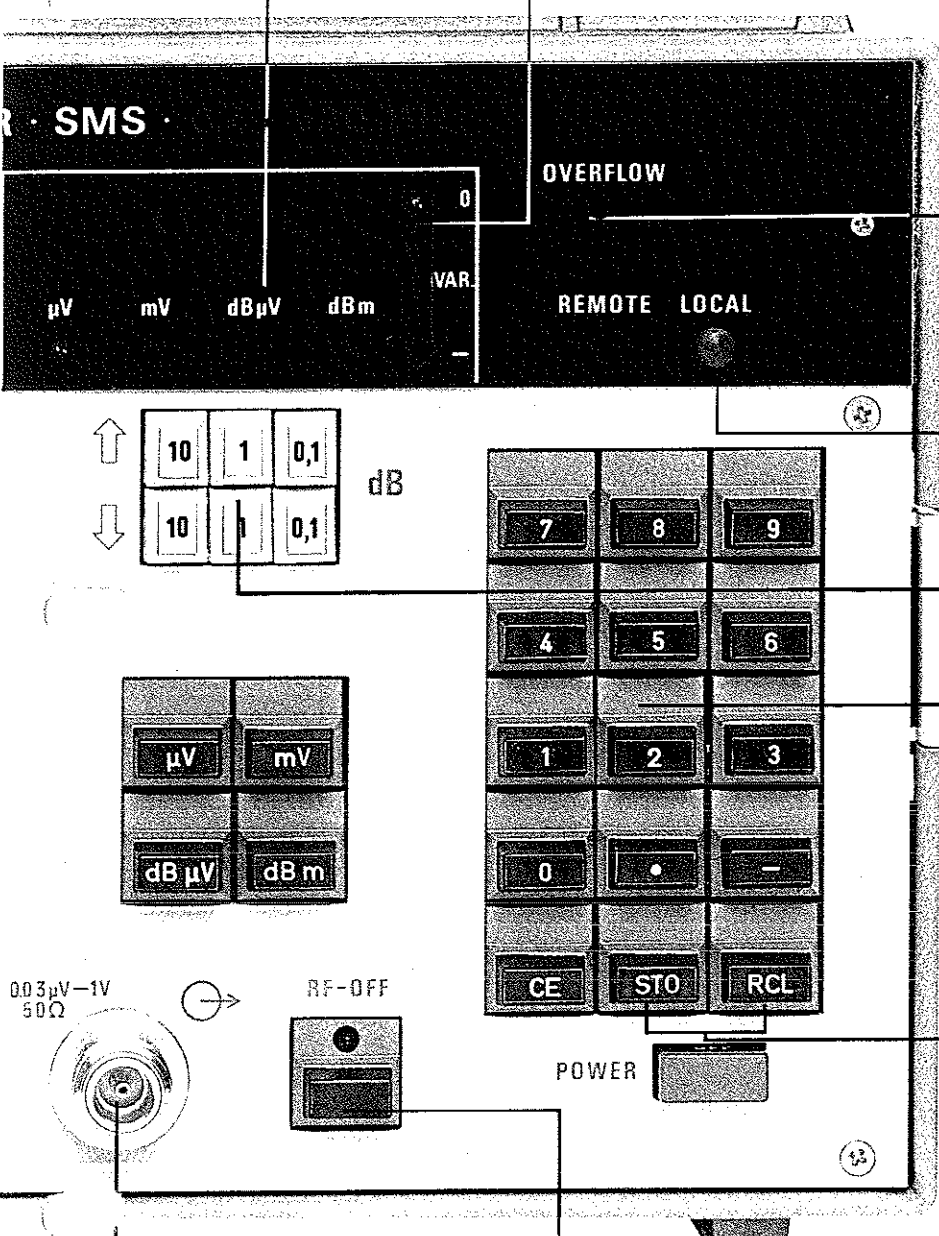 R · SMS ·
OVERFLOW
0
VAR.
µV mV dBµV dBm
REMOTE LOCAL
–
10 1 0,1
dB
10 1 0,1
7 8 9
4 5 6
µV mV
1 2 3
dB µV dB m
0 • –
CE STO RCL
0.03µV–1V
50Ω
RF-OFF
POWER